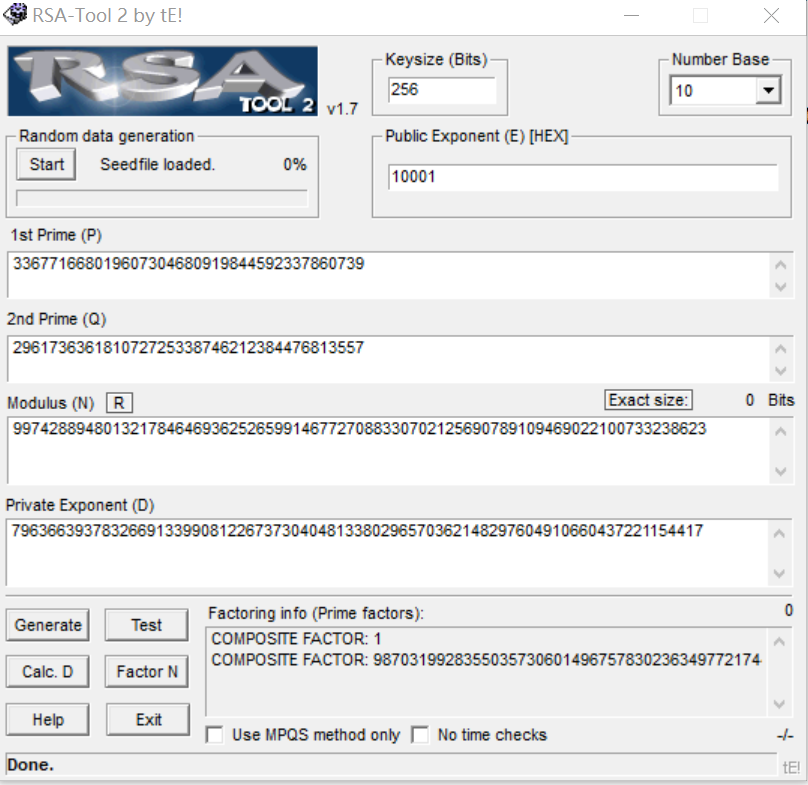 RSA-Tool 2 by tE!
RSA
TOOL 2
v1.7
Keysize (Bits)
256
Number Base
10
Random data generation
Start
Seedfile loaded.
0%
Public Exponent (E) [HEX]
10001
1st Prime (P)
336771668019607304680919844592337860739
2nd Prime (Q)
296173636181072725338746212384476813557
Modulus (N)
R
Exact size:
0
Bits
99742889480132178464693625265991467727088330702125690789109469022100733238623
Private Exponent (D)
79636639378326691339908122673730404813380296570362148297604910660437221154417
Generate
Test
Factoring info (Prime factors):
0
COMPOSITE FACTOR: 1
COMPOSITE FACTOR: 98703199283550357306014967578302363497721744
Calc. D
Factor N
Help
Exit
Use MPQS method only
No time checks
-/-
Done.
tE!